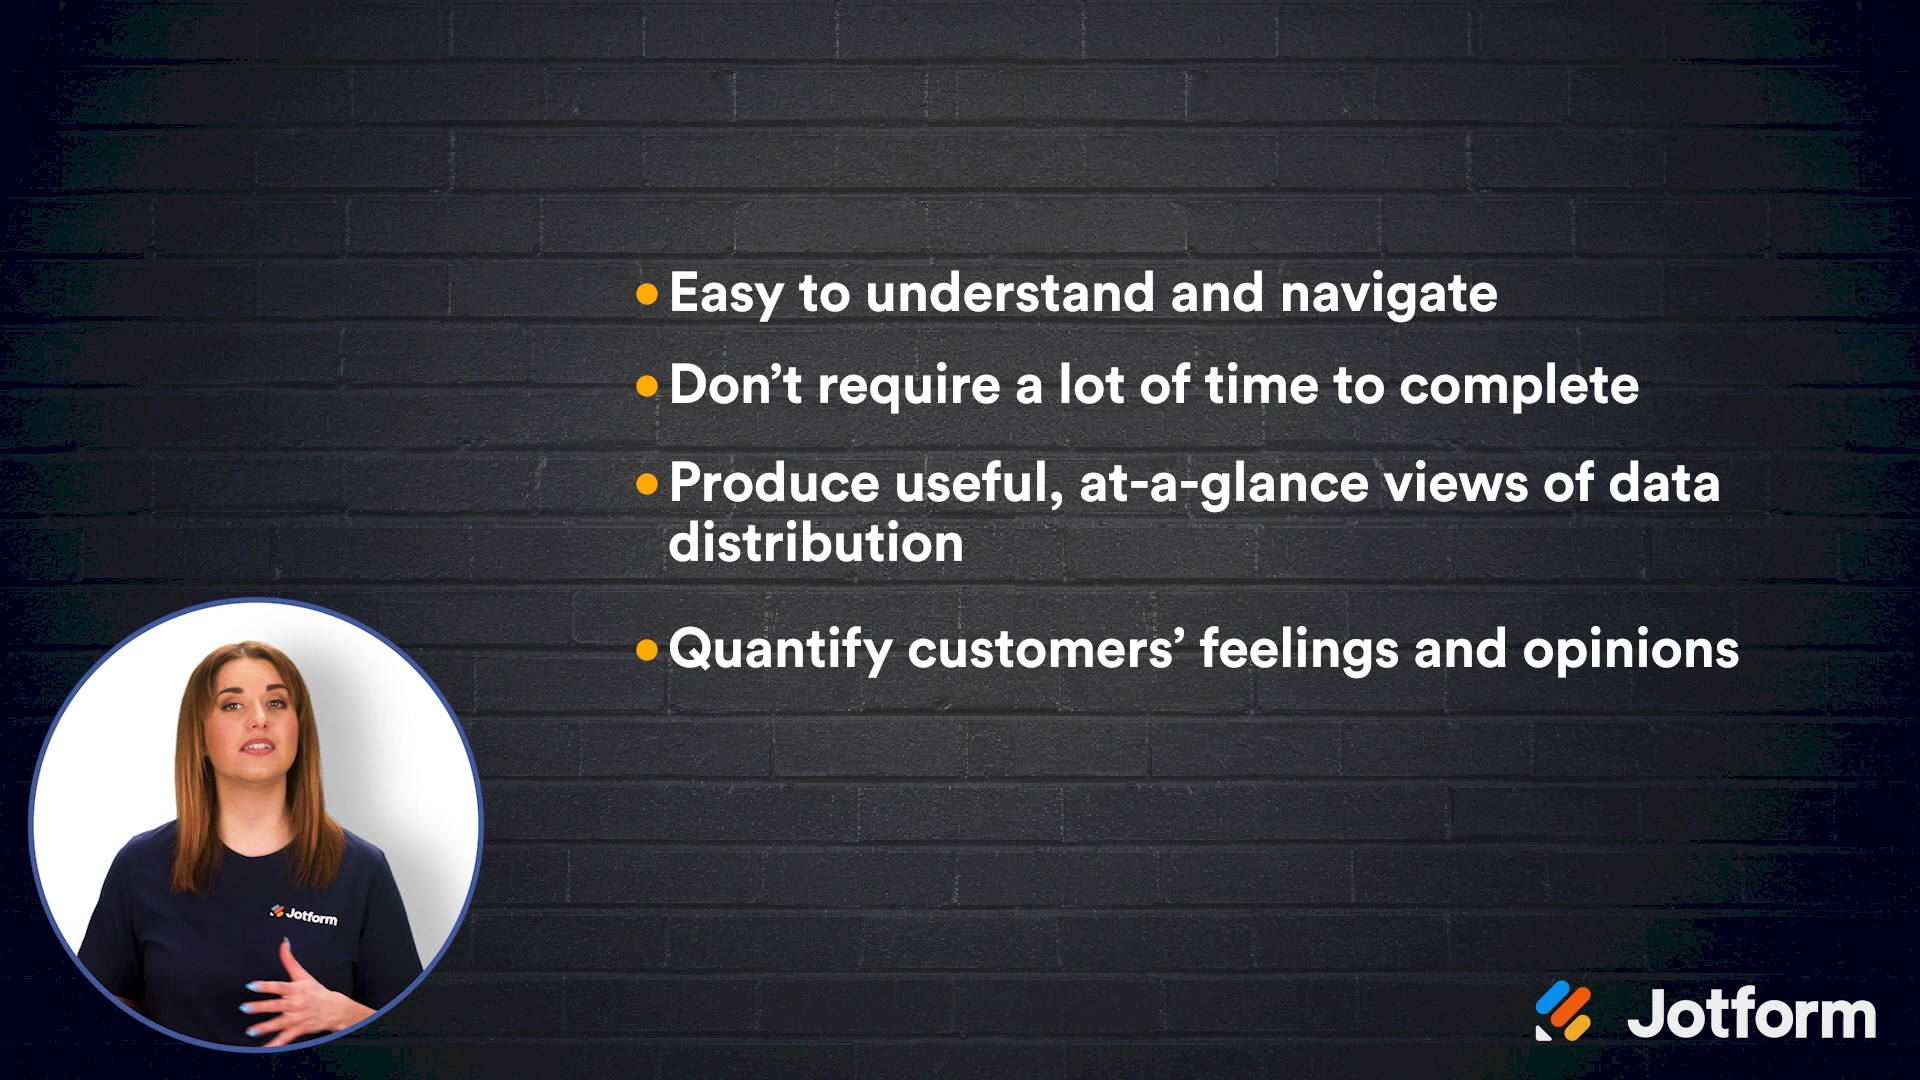 • Easy to understand and navigate
• Don’t require a lot of time to complete
• Produce useful, at-a-glance views of data
distribution
• Quantify customers’ feelings and opinions
Jotform
Jotform